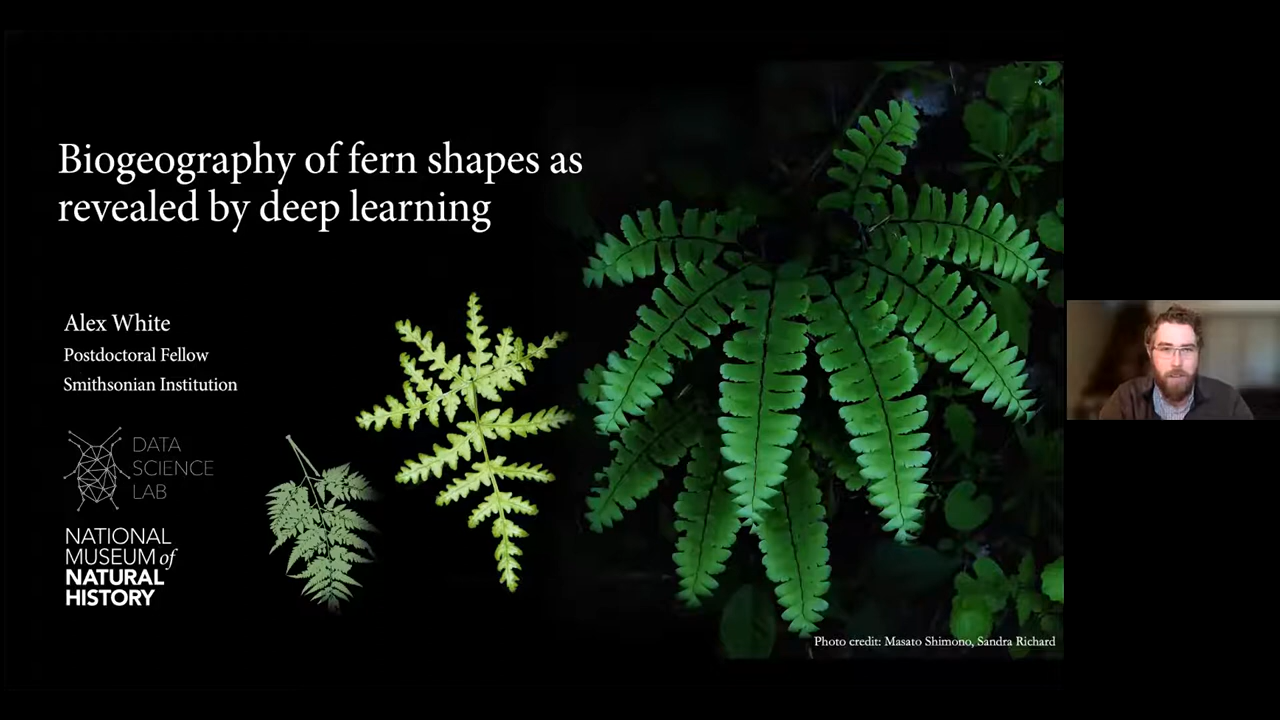 Biogeography of fern shapes as
revealed by deep learning
Alex White
Postdoctoral Fellow
Smithsonian Institution
DATA
SCIENCE
LAB
NATIONAL
MUSEUM of
NATURAL
HISTORY
Photo credit: Masato Shimono, Sandra Richard